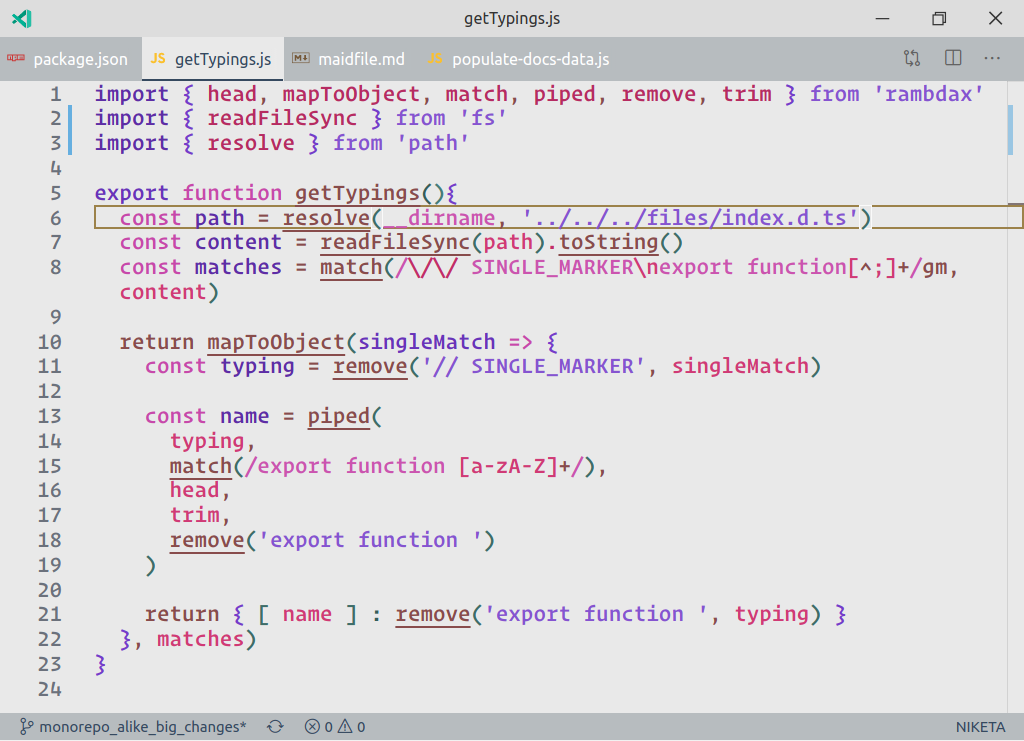 getTypings.js
npm package.json JS getTypings.js M↓ maidfile.md JS populate-docs-data.js
1 import { head, mapToObject, match, piped, remove, trim } from 'rambdax'
2 import { readFileSync } from 'fs'
3 import { resolve } from 'path'
4
5 export function getTypings(){
6   const path = resolve(__dirname, '../../../files/index.d.ts')
7   const content = readFileSync(path).toString()
8   const matches = match(/\/\/ SINGLE_MARKER\nexport function[^;]+/gm,
  content)
9
10   return mapToObject(singleMatch => {
11     const typing = remove('// SINGLE_MARKER', singleMatch)
12
13     const name = piped(
14       typing,
15       match(/export function [a-zA-Z]+/),
16       head,
17       trim,
18       remove('export function ')
19     )
20
21     return { [ name ] : remove('export function ', typing) }
22   }, matches)
23 }
24
monorepo_alike_big_changes* 0 0 NIKETA